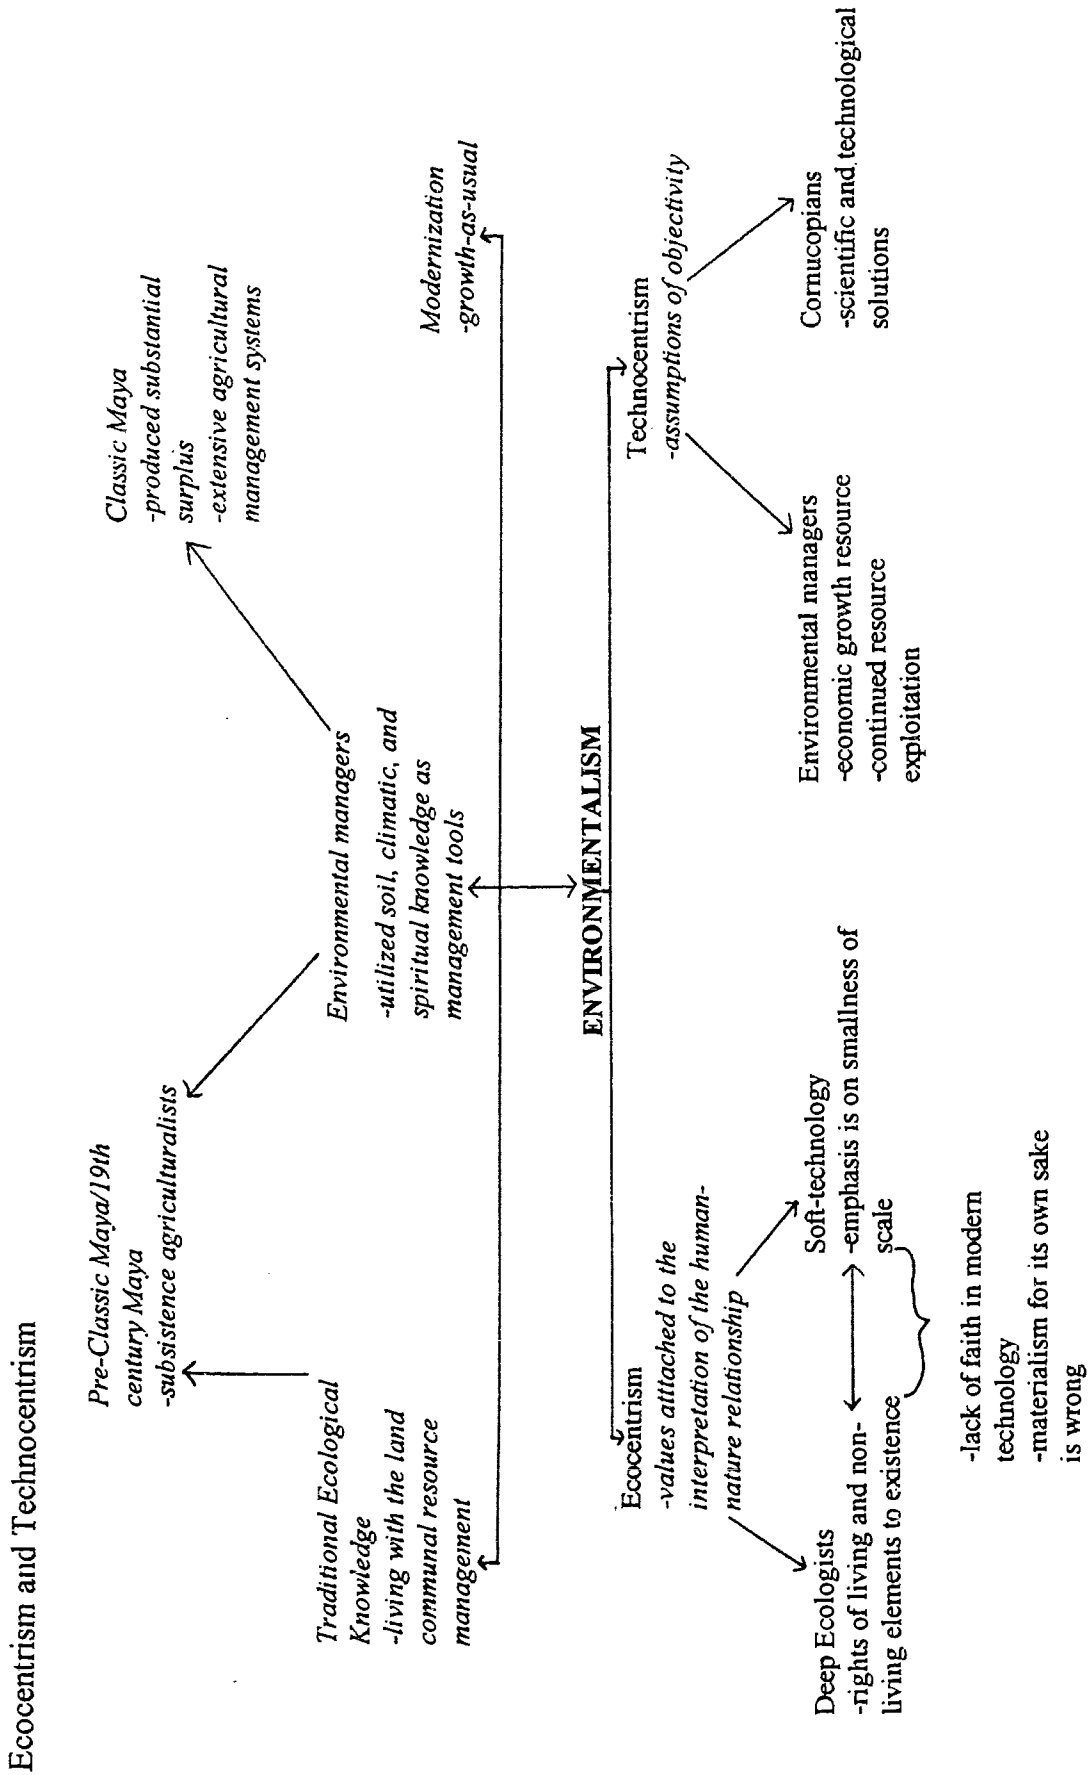 Ecocentrism and Technocentrism
Pre-Classic Maya/19th
century Maya
-subsistence agriculturalists
Classic Maya
-produced substantial
surplus
-extensive agricultural
management systems
Traditional Ecological
Knowledge
-living with the land
communal resource
management
Environmental managers
-utilized soil, climatic, and
spiritual knowledge as
management tools
Modernization
-growth-as-usual
ENVIRONMENTALISM
Ecocentrism
-values atttached to the
interpretation of the human-
nature relationship
Technocentrism
-assumptions of objectivity
Deep Ecologists
-rights of living and non-
living elements to existence
Soft-technology
-emphasis is on smallness of
scale
Environmental managers
-economic growth resource
-continued resource
exploitation
Cornucopians
-scientific and technological
solutions
-lack of faith in modern
technology
-materialism for its own sake
is wrong